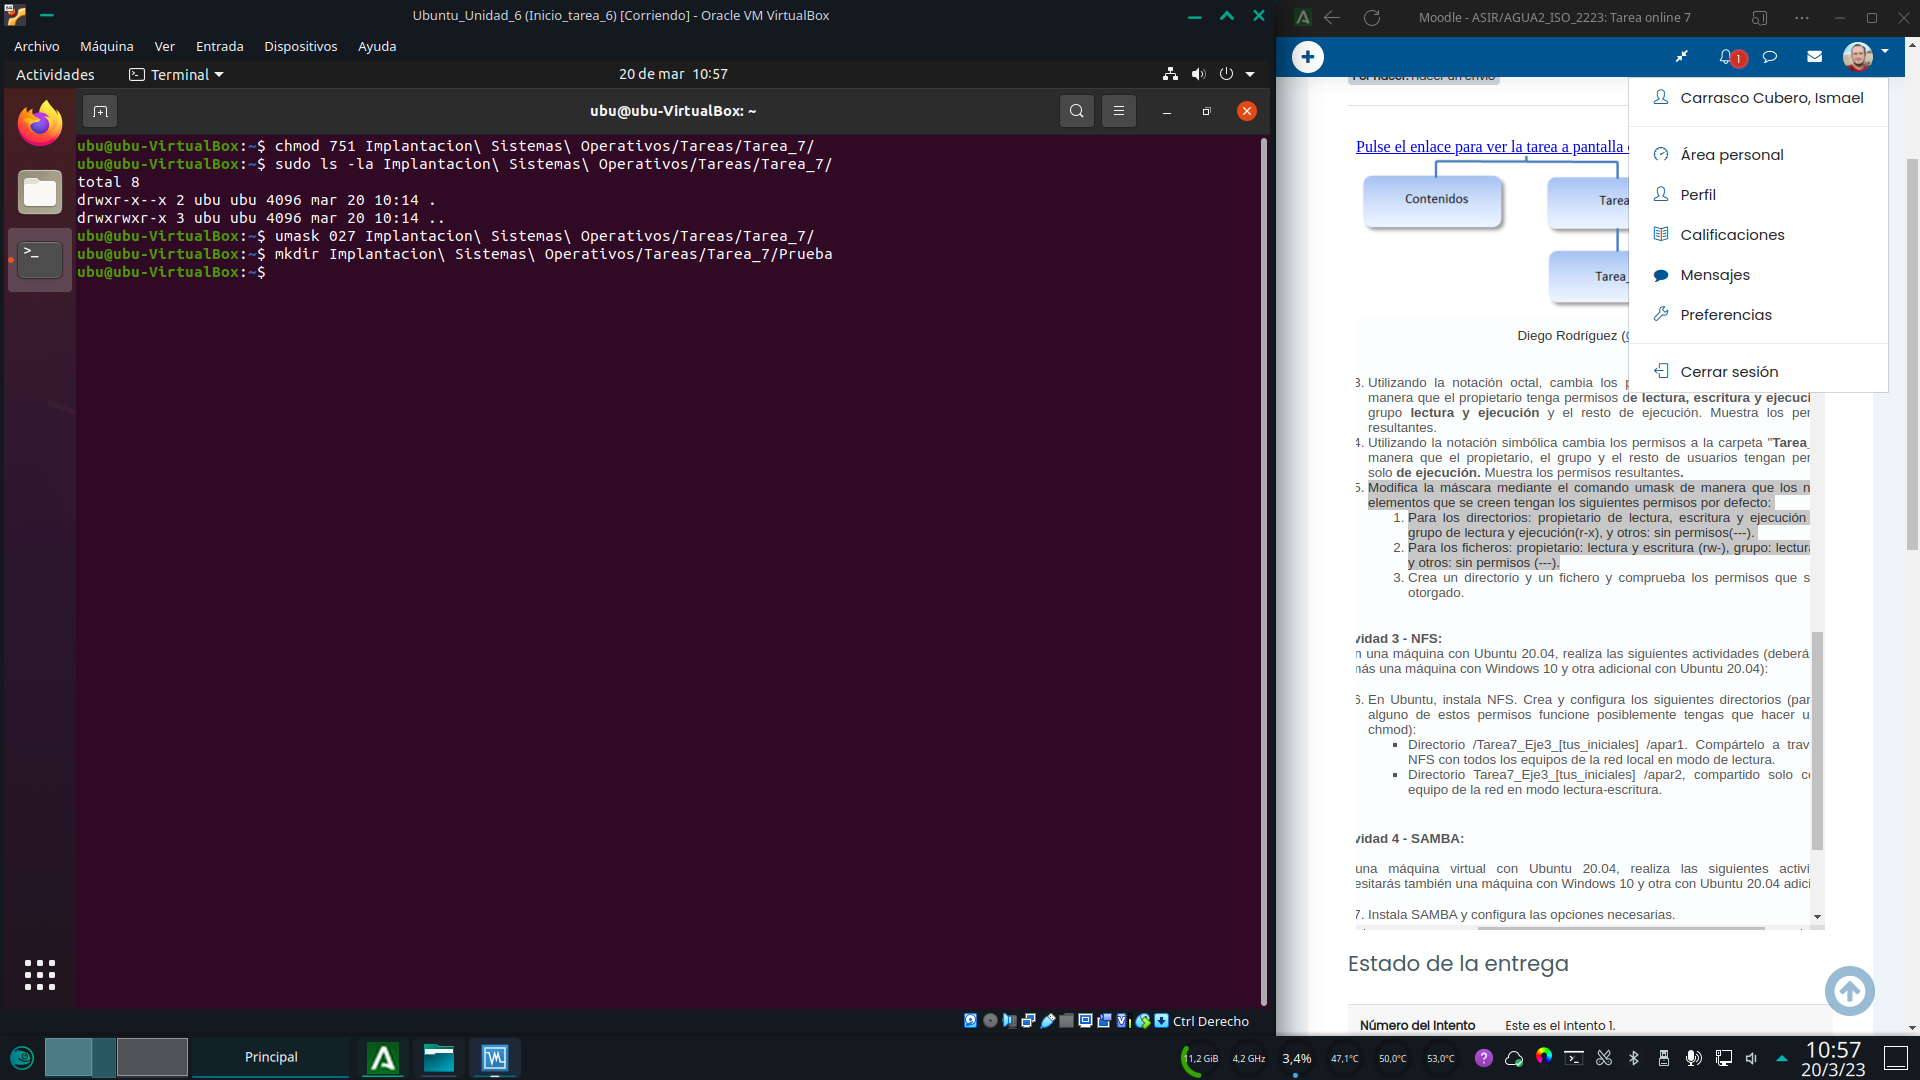 Ubuntu_Unidad_6 (Inicio_tarea_6) [Corriendo] - Oracle VM VirtualBox
Archivo Máquina Ver Entrada Dispositivos Ayuda
Actividades Terminal 20 de mar 10:57
ubu@ubu-VirtualBox: ~
ubu@ubu-VirtualBox:~$ chmod 751 Implantacion\ Sistemas\ Operativos/Tareas/Tarea_7/
ubu@ubu-VirtualBox:~$ sudo ls -la Implantacion\ Sistemas\ Operativos/Tareas/Tarea_7/
total 8
drwxr-x--x 2 ubu ubu 4096 mar 20 10:14 .
drwxrwxr-x 3 ubu ubu 4096 mar 20 10:14 ..
ubu@ubu-VirtualBox:~$ umask 027 Implantacion\ Sistemas\ Operativos/Tareas/Tarea_7/
ubu@ubu-VirtualBox:~$ mkdir Implantacion\ Sistemas\ Operativos/Tareas/Tarea_7/Prueba
ubu@ubu-VirtualBox:~$
Ctrl Derecho
Moodle - ASIR/AGUA2_ISO_2223: Tarea online 7
1
Carrasco Cubero, Ismael
Área personal
Perfil
Calificaciones
Mensajes
Preferencias
Cerrar sesión
Pulse el enlace para ver la tarea a pantalla
Contenidos
Tarea
Tarea_
Diego Rodríguez (
3. Utilizando la notación octal, cambia los
manera que el propietario tenga permisos de lectura, escritura y ejecuci
grupo lectura y ejecución y el resto de ejecución. Muestra los per
resultantes.
4. Utilizando la notación simbólica cambia los permisos a la carpeta "Tarea_
manera que el propietario, el grupo y el resto de usuarios tengan per
solo de ejecución. Muestra los permisos resultantes.
5. Modifica la máscara mediante el comando umask de manera que los n
elementos que se creen tengan los siguientes permisos por defecto:
1. Para los directorios: propietario de lectura, escritura y ejecución
grupo de lectura y ejecución(r-x), y otros: sin permisos(---).
2. Para los ficheros: propietario: lectura y escritura (rw-), grupo: lectura
y otros: sin permisos (---).
3. Crea un directorio y un fichero y comprueba los permisos que s
otorgado.
vidad 3 - NFS:
n una máquina con Ubuntu 20.04, realiza las siguientes actividades (deberá
más una máquina con Windows 10 y otra adicional con Ubuntu 20.04):
6. En Ubuntu, instala NFS. Crea y configura los siguientes directorios (par
alguno de estos permisos funcione posiblemente tengas que hacer u
chmod):
Directorio /Tarea7_Eje3_[tus_iniciales] /apar1. Compártelo a trav
NFS con todos los equipos de la red local en modo de lectura.
Directorio Tarea7_Eje3_[tus_iniciales] /apar2, compartido solo co
equipo de la red en modo lectura-escritura.
vidad 4 - SAMBA:
una máquina virtual con Ubuntu 20.04, realiza las siguientes activi
esitarás también una máquina con Windows 10 y otra con Ubuntu 20.04 adici
7. Instala SAMBA y configura las opciones necesarias.
Estado de la entrega
Número del Intento Este es el intento 1.
Principal
11,2 GiB 4,2 GHz 3,4% 47,1°C 50,0°C 53,0°C
10:57
20/3/23